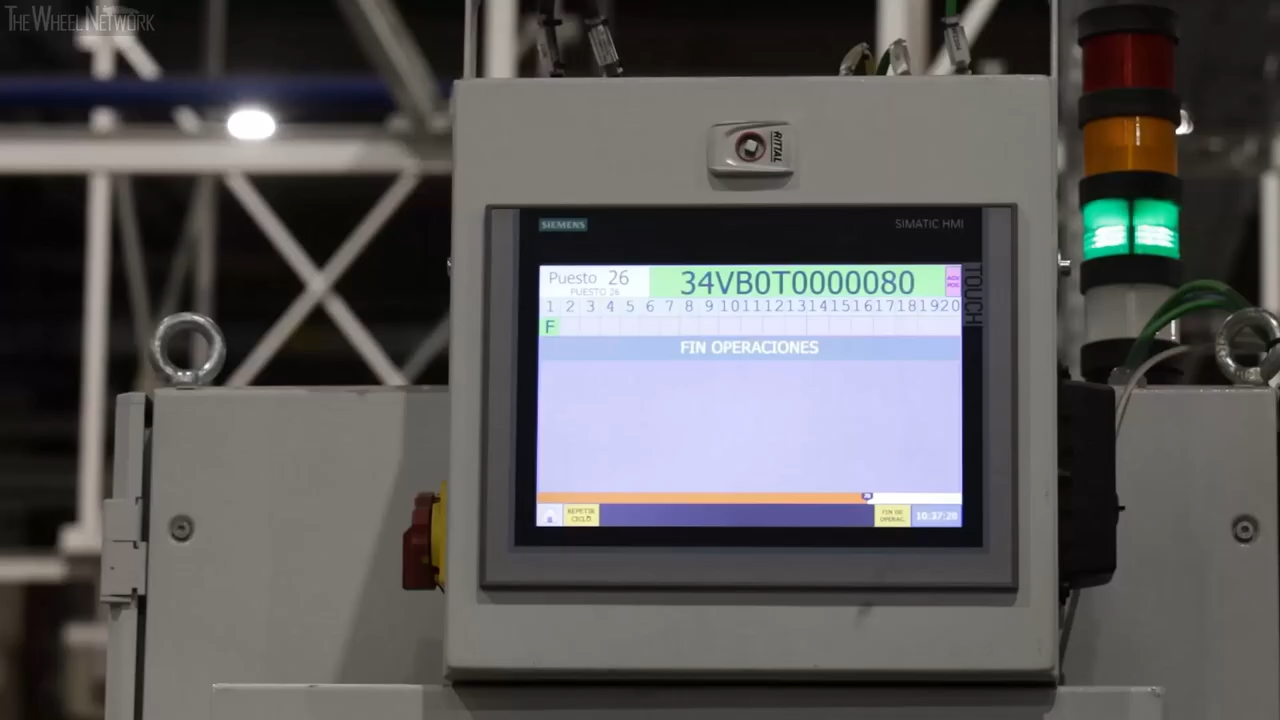 THE WHEEL NETWORK
RITTAL
SIEMENS
SIMATIC HMI
TOUCH
Puesto 26
PUESTO 26
34VB0T0000080
1 2 3 4 5 6 7 8 9 10 11 12 13 14 15 16 17 18 19 20
F
FIN OPERACIONES
26
REPETIR
CICLO
FIN DE
OPERAC.
10:37:28